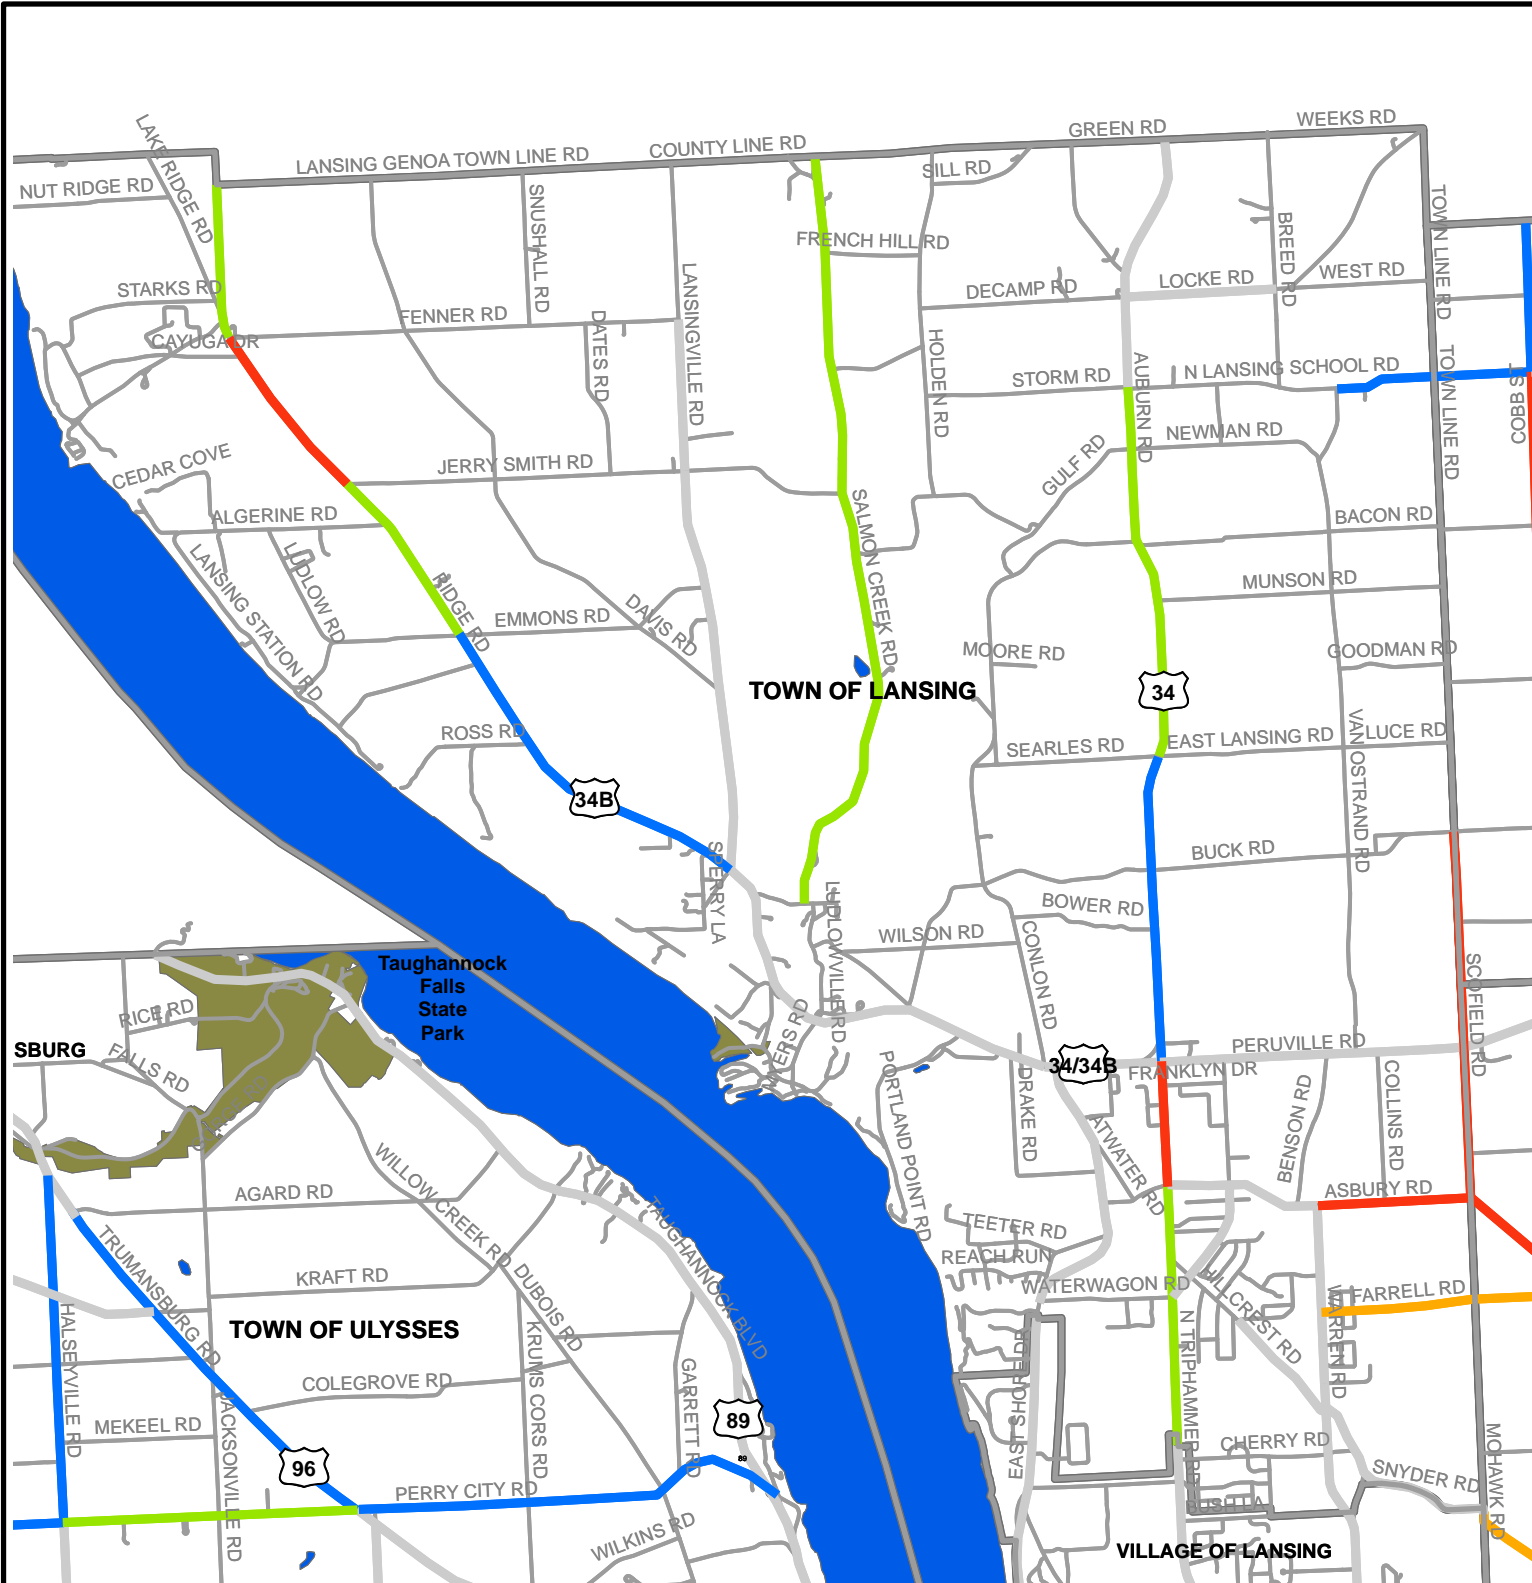 WEEKS RD
GREEN RD
COUNTY LINE RD
LANSING GENOA TOWN LINE RD
LAKE RIDGE RD
NUT RIDGE RD
SILL RD
SNUSHALL RD
TOWN LINE RD
BREED RD
FRENCH HILL RD
STARKS RD
LOCKE RD
WEST RD
DECAMP RD
LANSINGVILLE RD
FENNER RD
DATES RD
CAYUGA DR
HOLDEN RD
STORM RD
AUBURN RD
N LANSING SCHOOL RD
TOWN LINE RD
COBB ST
NEWMAN RD
GULF RD
CEDAR COVE
JERRY SMITH RD
ALGERINE RD
SALMON CREEK RD
BACON RD
LUDLOW RD
LANSING STATION RD
RIDGE RD
MUNSON RD
EMMONS RD
DAVIS RD
MOORE RD
GOODMAN RD
TOWN OF LANSING
34
ROSS RD
SEARLES RD
EAST LANSING RD
LUCE RD
VAN OSTRAND RD
34B
SPERRY LA
BUCK RD
LUDLOWVILLE RD
BOWER RD
WILSON RD
CONLON RD
Taughannock
Falls
State
Park
SCOFIELD RD
RICE RD
MYERS RD
SBURG
FALLS RD
PERUVILLE RD
34/34B
FRANKLYN DR
PORTLAND POINT RD
DRAKE RD
COLLINS RD
BENSON RD
ATWATER RD
WILLOW CREEK RD
AGARD RD
ASBURY RD
TAUGHANNOCK BLVD
TEETER RD
TRUMANSBURG RD
REACH RUN
KRAFT RD
DUBOIS RD
WATERWAGON RD
HILLCREST RD
FARRELL RD
WARREN RD
HALSEYVILLE RD
TOWN OF ULYSSES
KRUMS CORS RD
N TRIPHAMMER RD
EAST SHORE DR
GARRETT RD
COLEGROVE RD
JACKSONVILLE RD
MEKEEL RD
89
CHERRY RD
MOHAWK RD
89
96
SNYDER RD
PERRY CITY RD
BUSH LA
WILKINS RD
VILLAGE OF LANSING